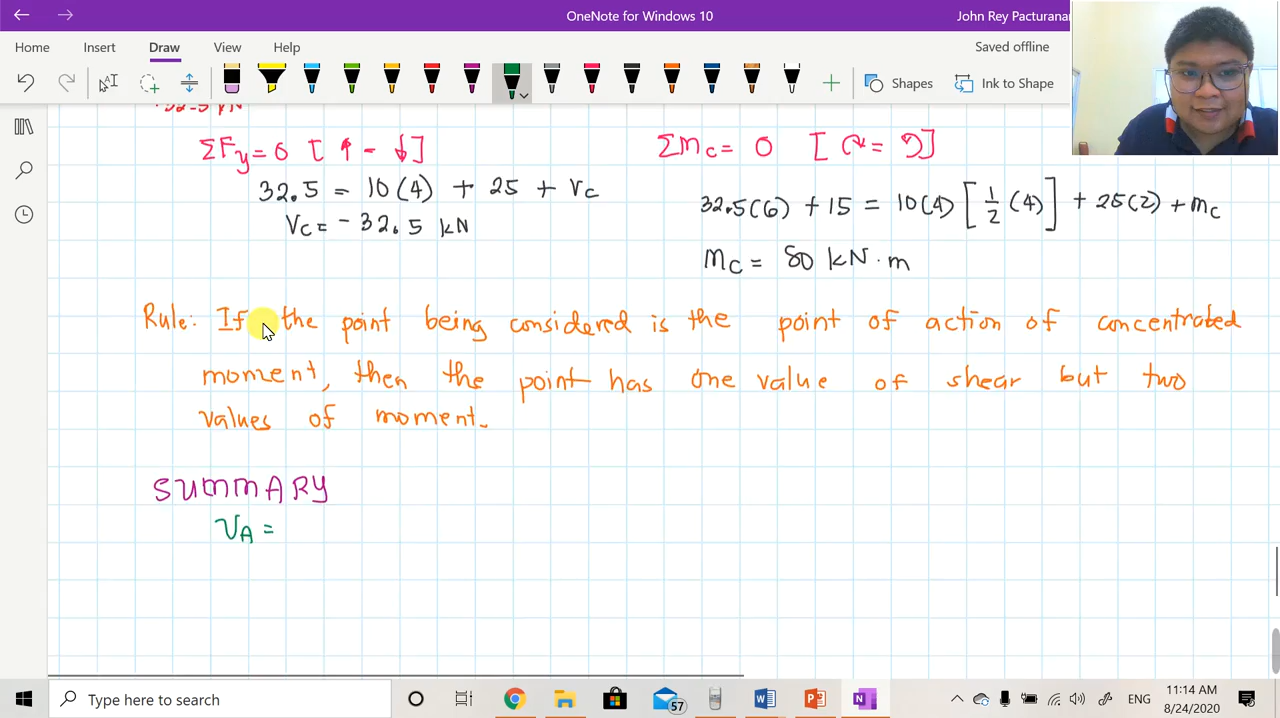 OneNote for Windows 10
John Rey Pacturanan
Home Insert Draw View Help
Saved offline
Shapes
Ink to Shape
ΣFy = 0 [ ↑ = ↓ ]
32.5 = 10(4) + 25 + Vc
Vc = -32.5 kN
ΣMc = 0 [ ↷ = ↶ ]
32.5(6) + 15 = 10(4)[1/2 (4)] + 25(2) + Mc
Mc = 80 kN·m
Rule: If the point being considered is the point of action of concentrated
moment, then the point has one value of shear but two
values of moment.
SUMMARY
VA =
Type here to search
57
ENG
11:14 AM
8/24/2020